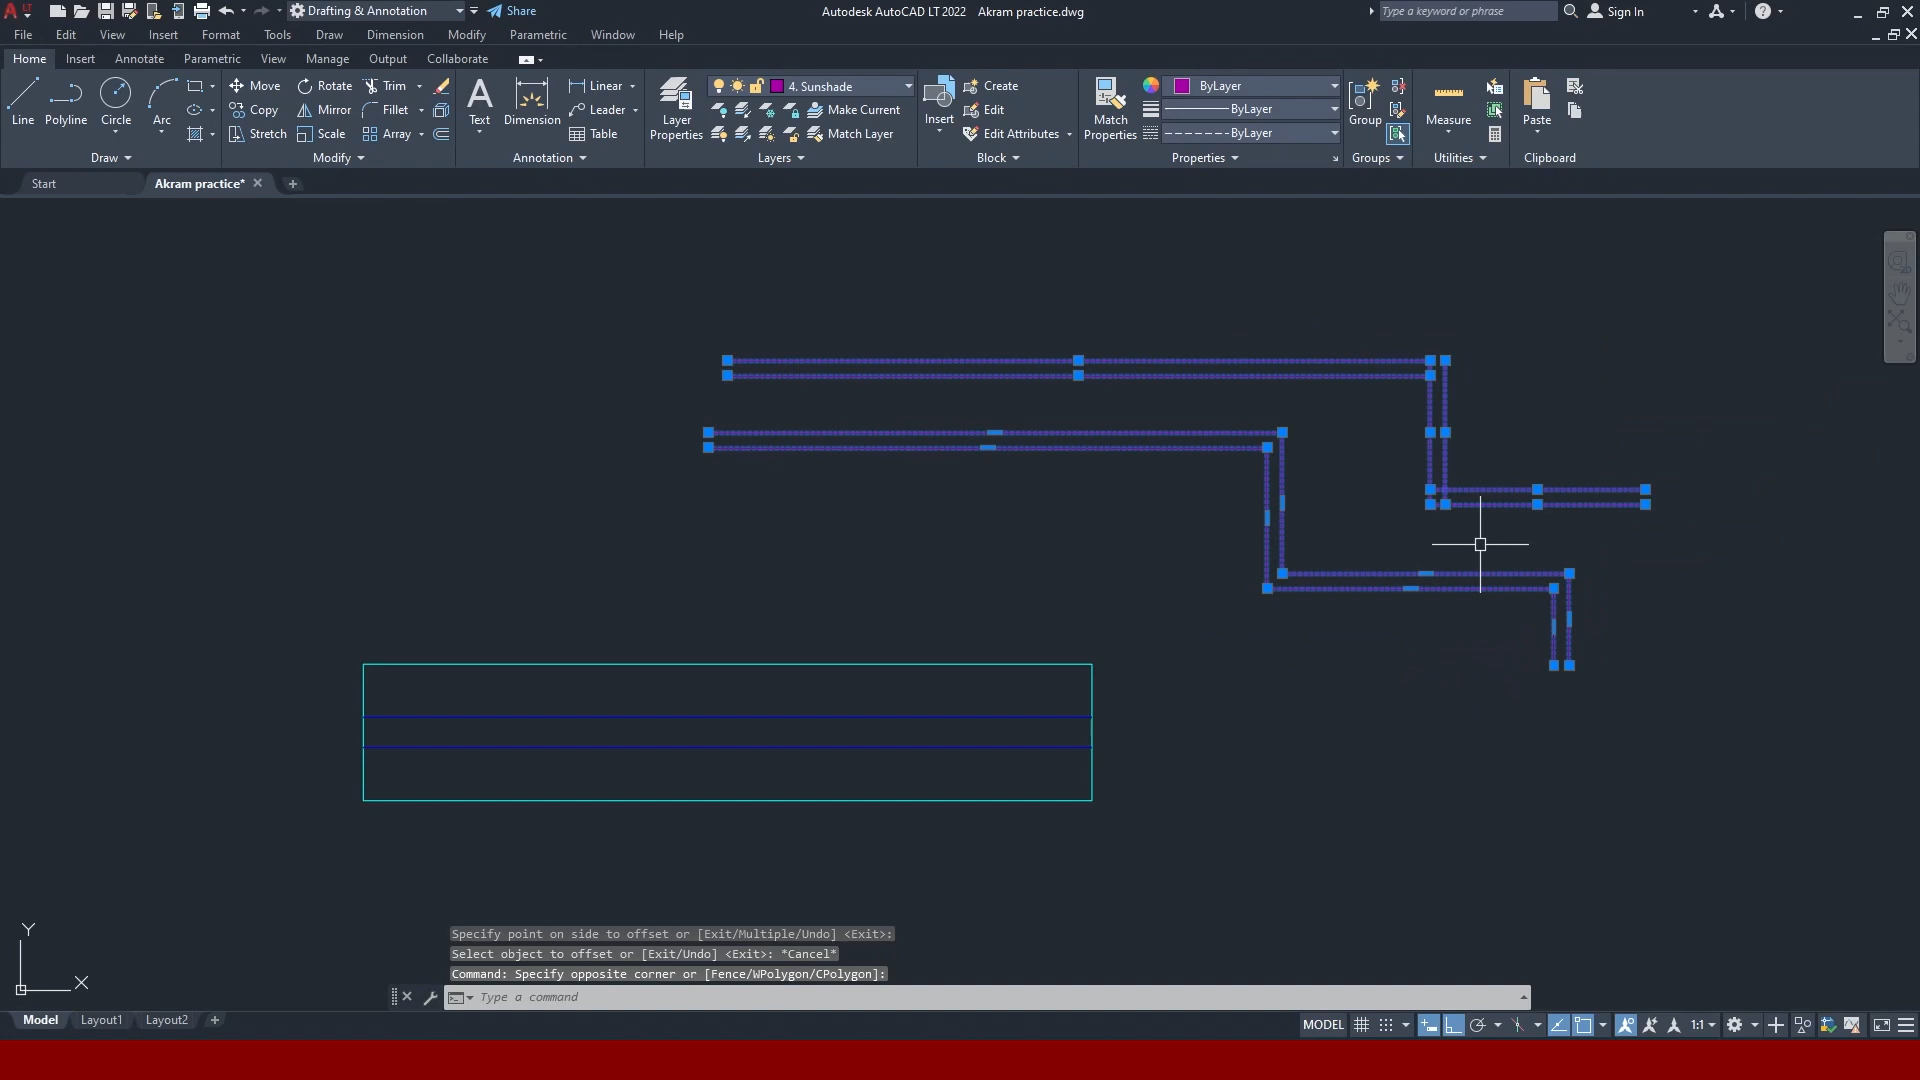 LT
Drafting & Annotation
Share
Autodesk AutoCAD LT 2022 Akram practice.dwg
Type a keyword or phrase
Sign In
File Edit View Insert Format Tools Draw Dimension Modify Parametric Window Help
Home Insert Annotate Parametric View Manage Output Collaborate
Line Polyline Circle Arc
Draw
Move Rotate Trim
Copy Mirror Fillet
Stretch Scale Array
Modify
Text Dimension
Linear
Leader
Table
Annotation
Layer Properties
4. Sunshade
Make Current
Match Layer
Layers
Insert
Create
Edit
Edit Attributes
Block
Match Properties
ByLayer
ByLayer
ByLayer
Properties
Group
Groups
Measure
Utilities
Paste
Clipboard
Start Akram practice*
Specify point on side to offset or [Exit/Multiple/Undo] <Exit>:
Select object to offset or [Exit/Undo] <Exit>: *Cancel*
Command: Specify opposite corner or [Fence/WPolygon/CPolygon]:
Type a command
Y
X
Model Layout1 Layout2
MODEL 1:1